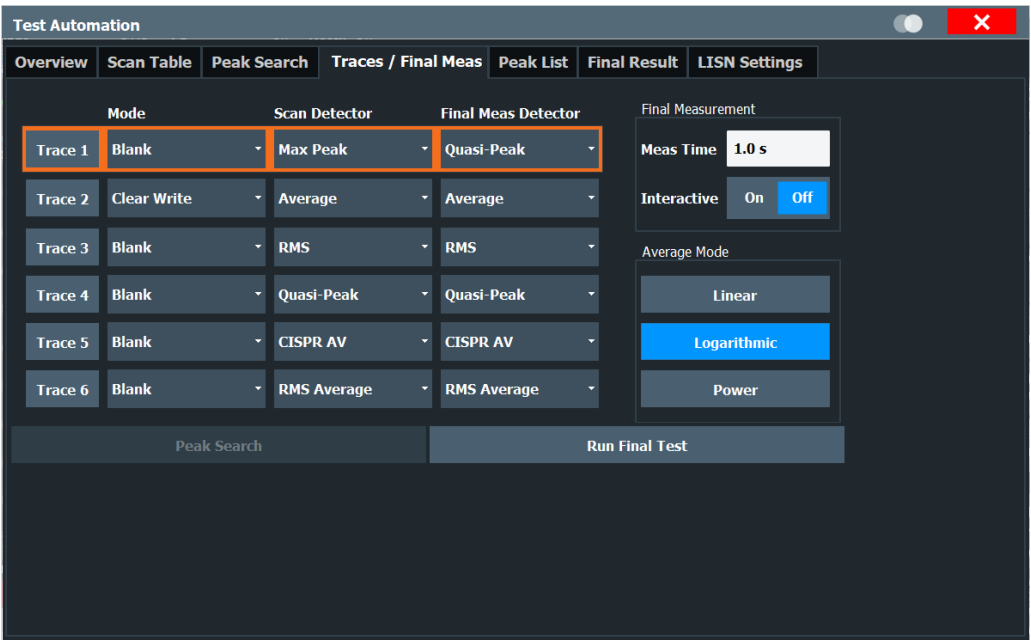 Test Automation
Overview Scan Table Peak Search Traces / Final Meas Peak List Final Result LISN Settings
Mode Scan Detector Final Meas Detector Final Measurement
Trace 1 Blank Max Peak Quasi-Peak Meas Time 1.0 s
Trace 2 Clear Write Average Average Interactive On Off
Trace 3 Blank RMS RMS Average Mode
Trace 4 Blank Quasi-Peak Quasi-Peak Linear
Trace 5 Blank CISPR AV CISPR AV Logarithmic
Trace 6 Blank RMS Average RMS Average Power
Peak Search Run Final Test